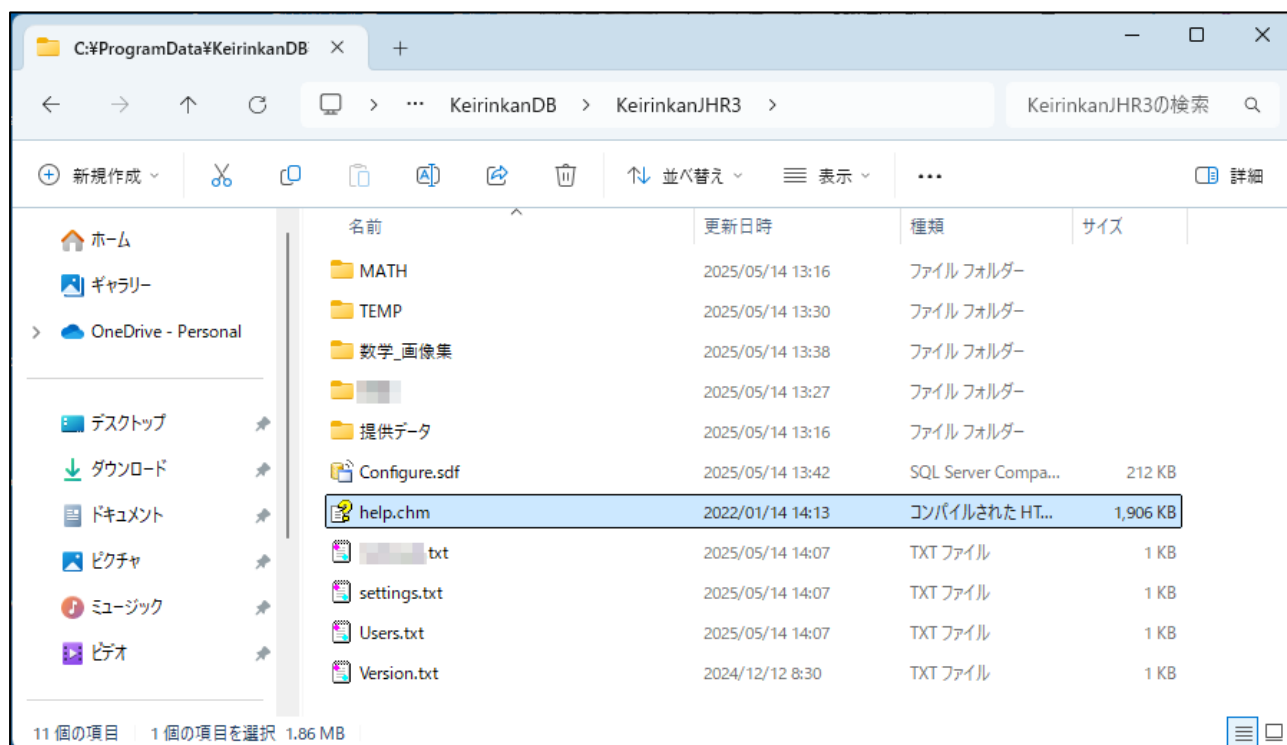 C:¥ProgramData¥KeirinkanDB
KeirinkanDB KeirinkanJHR3 KeirinkanJHR3の検索
新規作成 並べ替え 表示 詳細
名前 更新日時 種類 サイズ
ホーム
ギャラリー
OneDrive - Personal
デスクトップ
ダウンロード
ドキュメント
ピクチャ
ミュージック
ビデオ
MATH 2025/05/14 13:16 ファイル フォルダー
TEMP 2025/05/14 13:30 ファイル フォルダー
数学_画像集 2025/05/14 13:38 ファイル フォルダー
2025/05/14 13:27 ファイル フォルダー
提供データ 2025/05/14 13:16 ファイル フォルダー
Configure.sdf 2025/05/14 13:42 SQL Server Compa... 212 KB
help.chm 2022/01/14 14:13 コンパイルされた HT... 1,906 KB
.txt 2025/05/14 14:07 TXT ファイル 1 KB
settings.txt 2025/05/14 14:07 TXT ファイル 1 KB
Users.txt 2025/05/14 14:07 TXT ファイル 1 KB
Version.txt 2024/12/12 8:30 TXT ファイル 1 KB
11 個の項目 1 個の項目を選択 1.86 MB